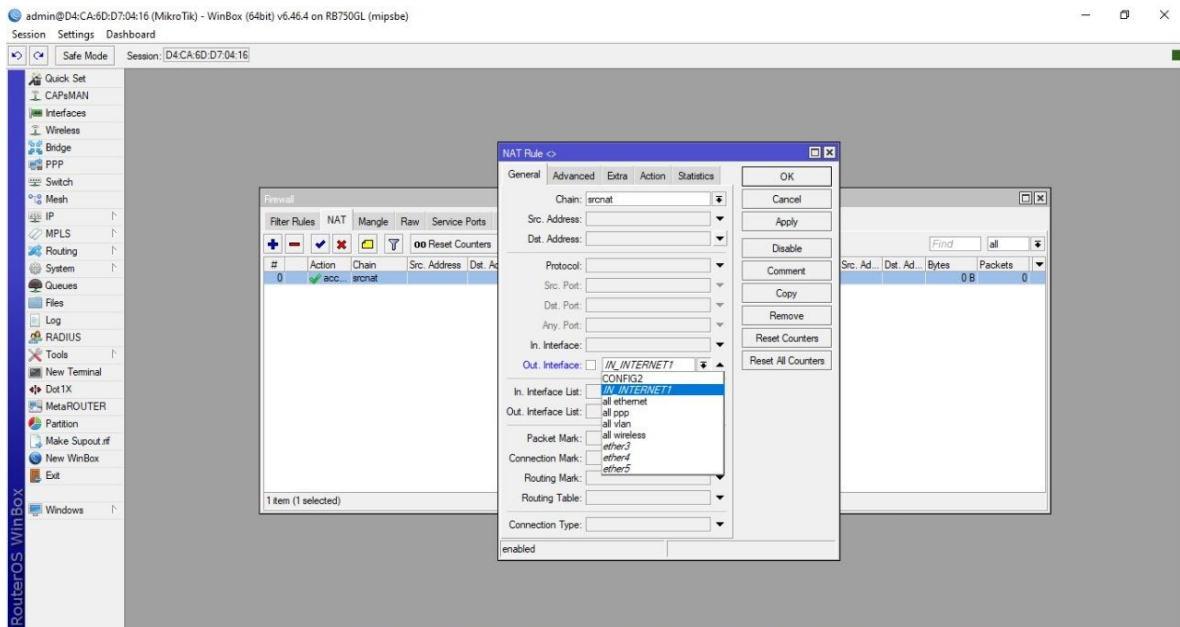 admin@D4:CA:6D:D7:04:16 (MikroTik) - WinBox (64bit) v6.46.4 on RB750GL (mipsbe)
Session Settings Dashboard
Safe Mode Session: D4:CA:6D:D7:04:16
Quick Set
CAPsMAN
Interfaces
Wireless
Bridge
PPP
Switch
Mesh
IP
MPLS
Routing
System
Queues
Files
Log
RADIUS
Tools
New Terminal
Dot1X
MetaROUTER
Partition
Make Supout.rif
New WinBox
Exit
Windows
RouterOS WinBox
Firewall
Filter Rules NAT Mangle Raw Service Ports
00 Reset Counters
Find all
# Action Chain Src. Address Dst. Ad
Src. Ad... Dst. Ad... Bytes Packets
0 acc... srcnat
0 B 0
1 item (1 selected)
NAT Rule <>
General Advanced Extra Action Statistics
Chain: srcnat
Src. Address:
Dst. Address:
Protocol:
Src. Port:
Dst. Port:
Any. Port:
In. Interface:
Out. Interface: IN_INTERNET1
CONFIG2
IN_INTERNET1
all ethernet
all ppp
all vlan
all wireless
ether3
ether4
ether5
In. Interface List:
Out. Interface List:
Packet Mark:
Connection Mark:
Routing Mark:
Routing Table:
Connection Type:
enabled
OK
Cancel
Apply
Disable
Comment
Copy
Remove
Reset Counters
Reset All Counters